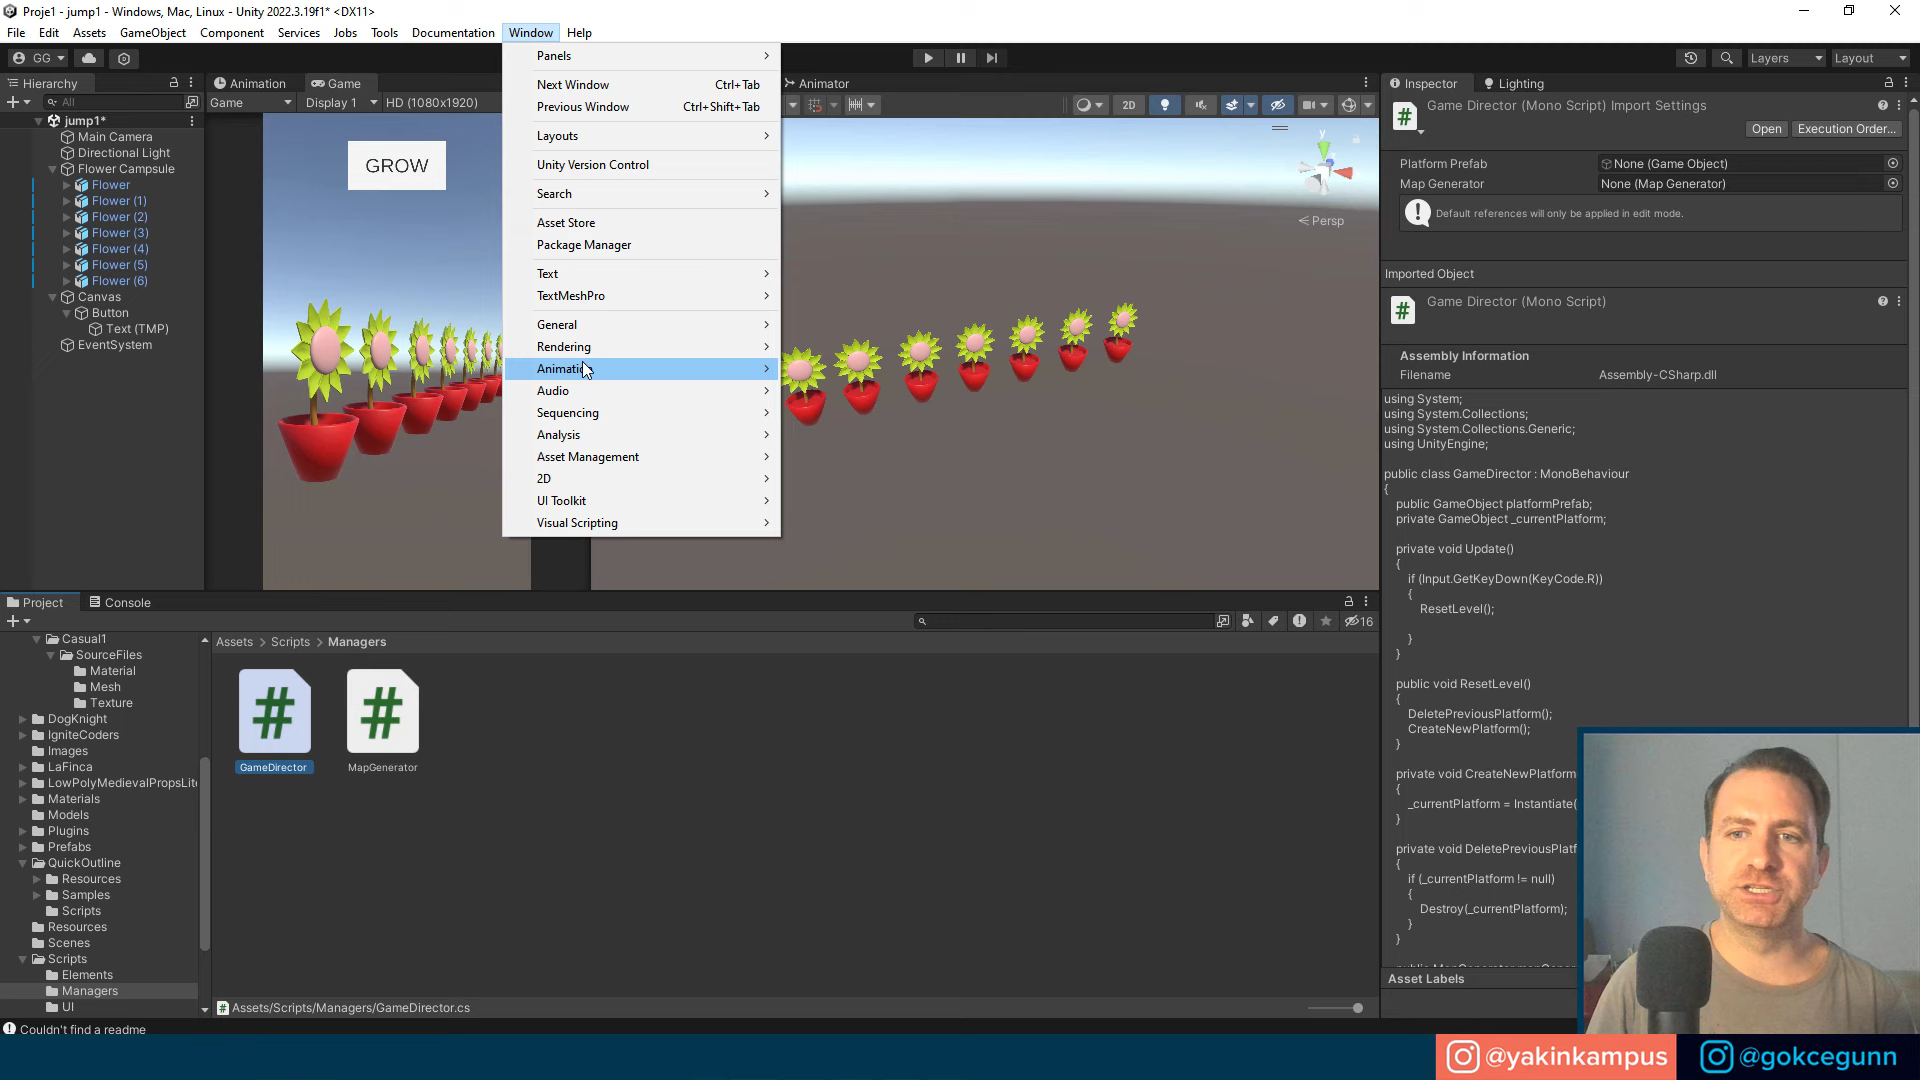 Proje1 - jump1 - Windows, Mac, Linux - Unity 2022.3.19f1* <DX11>
File Edit Assets GameObject Component Services Jobs Tools Documentation Window Help
GG
Layers Layout
Hierarchy
All
jump1*
Main Camera
Directional Light
Flower Campsule
Flower
Flower (1)
Flower (2)
Flower (3)
Flower (4)
Flower (5)
Flower (6)
Canvas
Button
Text (TMP)
EventSystem
Animation Game
Game Display 1 HD (1080x1920)
GROW
Panels
Next Window Ctrl+Tab
Previous Window Ctrl+Shift+Tab
Layouts
Unity Version Control
Search
Asset Store
Package Manager
Text
TextMeshPro
General
Rendering
Animation
Audio
Sequencing
Analysis
Asset Management
2D
UI Toolkit
Visual Scripting
Animator
2D
y
Persp
Inspector Lighting
Game Director (Mono Script) Import Settings
Open Execution Order...
Platform Prefab None (Game Object)
Map Generator None (Map Generator)
Default references will only be applied in edit mode.
Imported Object
Game Director (Mono Script)
Assembly Information
Filename Assembly-CSharp.dll
using System;
using System.Collections;
using System.Collections.Generic;
using UnityEngine;
public class GameDirector : MonoBehaviour
{
public GameObject platformPrefab;
private GameObject _currentPlatform;
private void Update()
{
if (Input.GetKeyDown(KeyCode.R))
{
ResetLevel();
}
}
public void ResetLevel()
{
DeletePreviousPlatform();
CreateNewPlatform();
}
private void CreateNewPlatform
{
_currentPlatform = Instantiate(
}
private void DeletePreviousPlatf
{
if (_currentPlatform != null)
{
Destroy(_currentPlatform);
}
}
Asset Labels
Project Console
16
Casual1
SourceFiles
Material
Mesh
Texture
DogKnight
IgniteCoders
Images
LaFinca
LowPolyMedievalPropsLite
Materials
Models
Plugins
Prefabs
QuickOutline
Resources
Samples
Scripts
Resources
Scenes
Scripts
Elements
Managers
UI
Assets > Scripts > Managers
GameDirector MapGenerator
Assets/Scripts/Managers/GameDirector.cs
Couldn't find a readme
@yakinkampus @gokcegunn